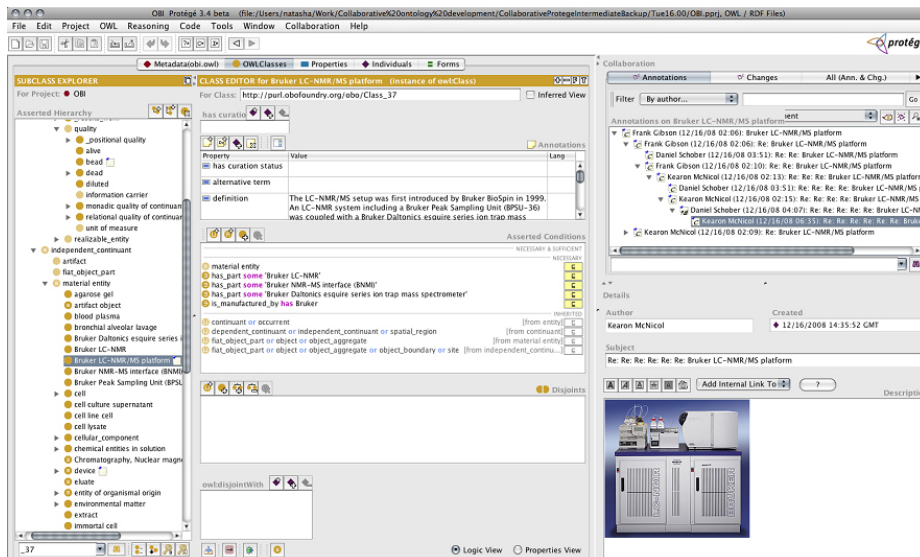 OBI Protégé 3.4 beta (file:/Users/natasha/Work/Collaborative%20ontology%20development/CollaborativeProtegeIntermediateBackup/Tue16.00/OBI.pprj, OWL / RDF Files)
File Edit Project OWL Reasoning Code Tools Window Collaboration Help
protégé
Metadata(obi.owl) OWLClasses Properties Individuals Forms
SUBCLASS EXPLORER
For Project: OBI
Asserted Hierarchy
quality
_positional quality
alive
bead
dead
diluted
information carrier
monadic quality of continuan
relational quality of continuar
unit of measure
realizable_entity
independent_continuant
artifact
fiat_object_part
material entity
agarose gel
artifact object
blood plasma
bronchial alveolar lavage
Bruker Daltonics esquire series i
Bruker LC-NMR
Bruker LC-NMR/MS platform
Bruker NMR-MS interface (BNMI)
Bruker Peak Sampling Unit (BPSU-
cell
cell culture supernatant
cell line cell
cell lysate
cellular_component
chemical entities in solution
Chromatography, Nuclear magne
device
eluate
entity of organismal origin
environmental matter
extract
immortal cell
_37
CLASS EDITOR for Bruker LC-NMR/MS platform (instance of owl:Class)
For Class: http://purl.obofoundry.org/obo/Class_37
Inferred View
has curatio
Annotations
Property Value Lang
has curation status
alternative term
definition The LC-NMR/MS setup was first introduced by Bruker BioSpin in 1999.
An LC-NMR system including a Bruker Peak Sampling Unit (BPSU-36)
was coupled with a Bruker Daltonics esquire series ion trap mass
Asserted Conditions
NECESSARY & SUFFICIENT
NECESSARY
material entity
has_part some 'Bruker LC-NMR'
has_part some 'Bruker NMR-MS interface (BNMI)'
has_part some 'Bruker Daltonics esquire series ion trap mass spectrometer'
is_manufactured_by has Bruker
INHERITED
continuant or occurrent [from entity]
dependent_continuant or independent_continuant or spatial_region [from continuant]
fiat_object_part or object or object_aggregate [from material entity]
fiat_object_part or object or object_aggregate or object_boundary or site [from independent_continu...]
Disjoints
owl:disjointWith
Logic View Properties View
Collaboration
Annotations Changes All (Ann. & Chg.)
Filter By author... Go
Annotations on Bruker LC-NMR/MS platform
Frank Gibson (12/16/08 02:06): Bruker LC-NMR/MS platform
Frank Gibson (12/16/08 02:06): Re: Bruker LC-NMR/MS platform
Daniel Schober (12/16/08 03:51): Re: Re: Bruker LC-NMR/MS platform
Frank Gibson (12/16/08 02:10): Re: Re: Bruker LC-NMR/MS platform
Kearon McNicol (12/16/08 02:13): Re: Re: Re: Bruker LC-NMR/MS platform
Daniel Schober (12/16/08 03:51): Re: Re: Re: Re: Bruker LC-NMR/MS
Daniel Schober (12/16/08 04:07): Re: Re: Re: Re: Re: Bruker LC-N
Kearon McNicol (12/16/08 06:35): Re: Re: Re: Re: Re: Re: Bruke
Kearon McNicol (12/16/08 02:09): Re: Bruker LC-NMR/MS platform
Details
Author Created
Kearon McNicol 12/16/2008 14:35:52 GMT
Subject
Re: Re: Re: Re: Re: Re: Bruker LC-NMR/MS platform
Add Internal Link To ?
Descriptio
LC-NMR
BRUKER